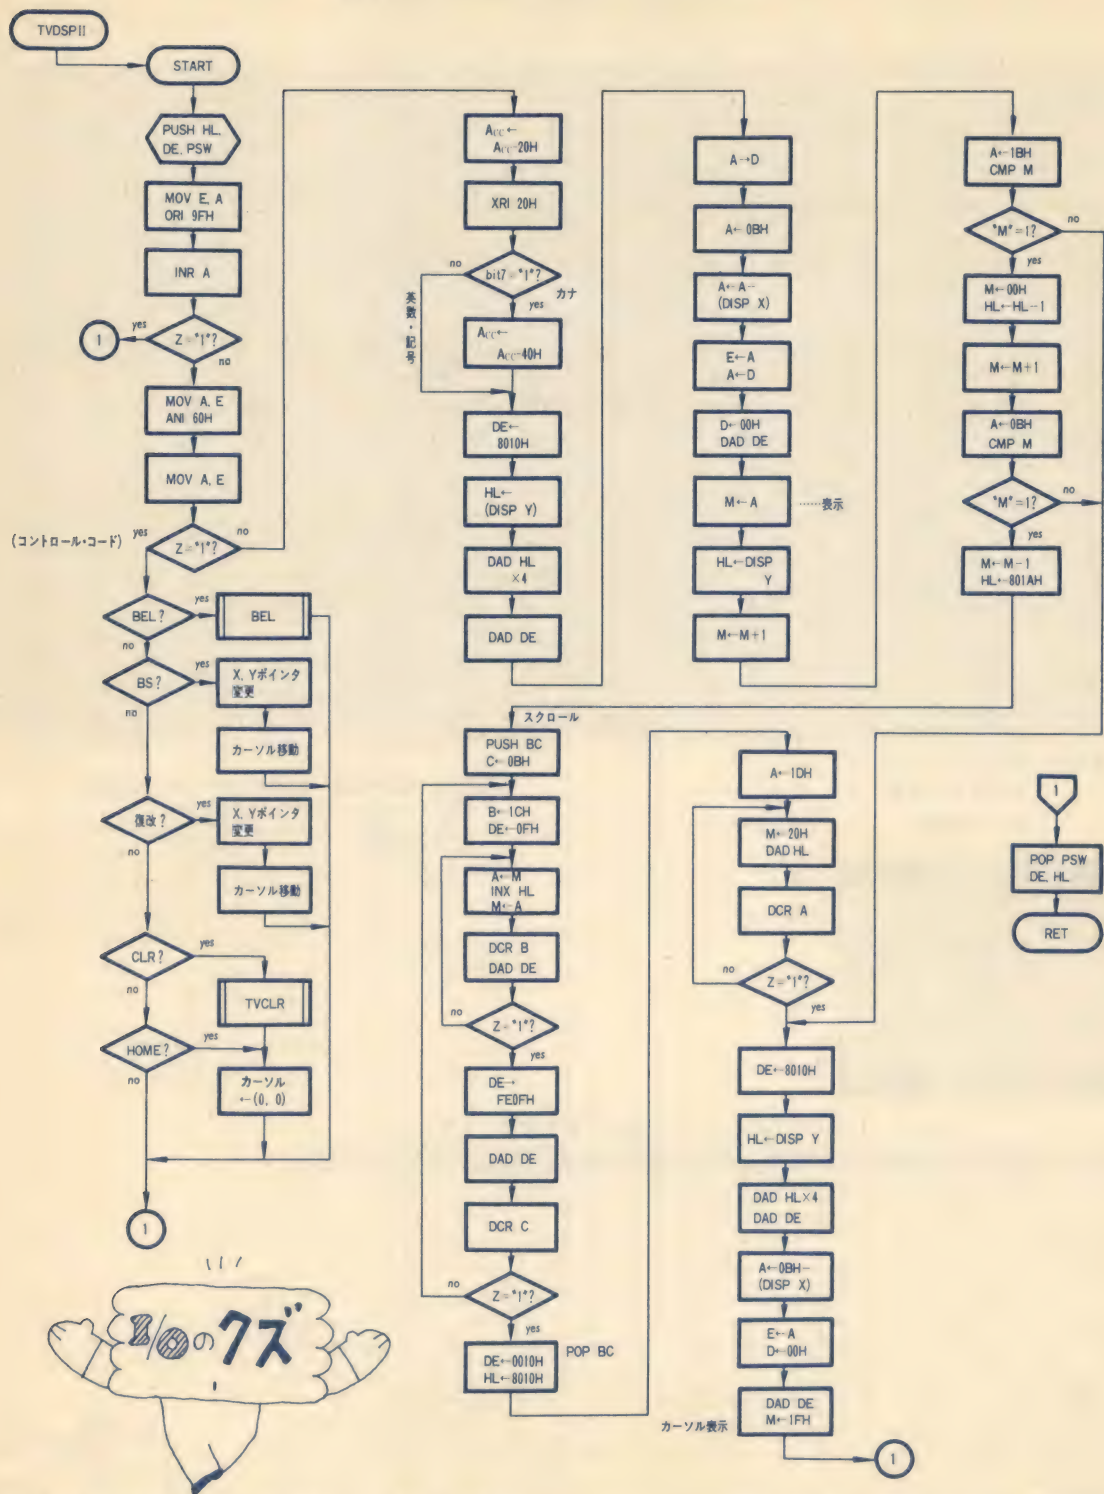 TVDSPII
START
PUSH HL,
DE, PSW
MOV E, A
ORI 9FH
INR A
Z="1"?
yes
no
1
MOV A, E
ANI 60H
MOV A, E
(コントロール・コード)
yes
Z="1"?
no
BEL?
yes
BEL
no
BS?
yes
X, Yポインタ
変更
no
カーソル移動
復改?
yes
X, Yポインタ
変更
no
カーソル移動
CLR?
yes
no
TVCLR
HOME?
yes
no
カーソル
←(0, 0)
1
I/Oのクズ
ACC←
ACC-20H
XRI 20H
no
bit7="1"?
カナ
yes
英数・記号
ACC←
ACC-40H
DE←
8010H
HL←
(DISP Y)
DAD HL
×4
DAD DE
A→D
A←0BH
A←A-
(DISP X)
E←A
A←D
D←00H
DAD DE
M←A
……表示
HL←DISP
Y
M←M+1
A←1BH
CMP M
"M"=1?
no
yes
M←00H
HL←HL-1
M←M+1
A←0BH
CMP M
"M"=1?
no
yes
M←M-1
HL←801AH
スクロール
PUSH BC
C←0BH
B←1CH
DE←0FH
A←M
INX HL
M←A
DCR B
DAD DE
no
Z="1"?
yes
DE←
FE0FH
DAD DE
DCR C
no
Z="1"?
yes
DE←0010H
HL←8010H
POP BC
A←1DH
M←20H
DAD HL
DCR A
no
Z="1"?
yes
DE←8010H
HL←DISP Y
DAD HL×4
DAD DE
A←0BH-
(DISP X)
E←A
D←00H
DAD DE
M←1FH
カーソル表示
1
1
POP PSW
DE, HL
RET